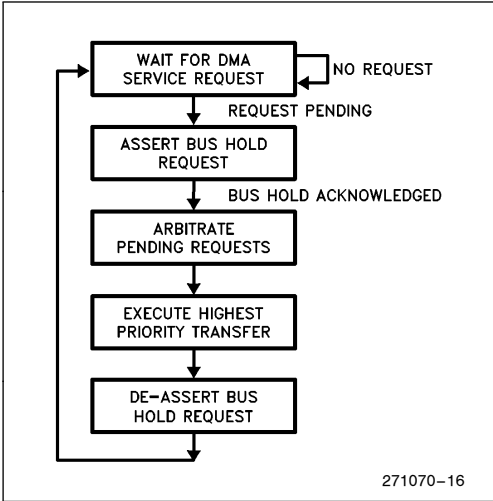 WAIT FOR DMA
SERVICE REQUEST
NO REQUEST
REQUEST PENDING
ASSERT BUS HOLD
REQUEST
BUS HOLD ACKNOWLEDGED
ARBITRATE
PENDING REQUESTS
EXECUTE HIGHEST
PRIORITY TRANSFER
DE-ASSERT BUS
HOLD REQUEST
271070-16